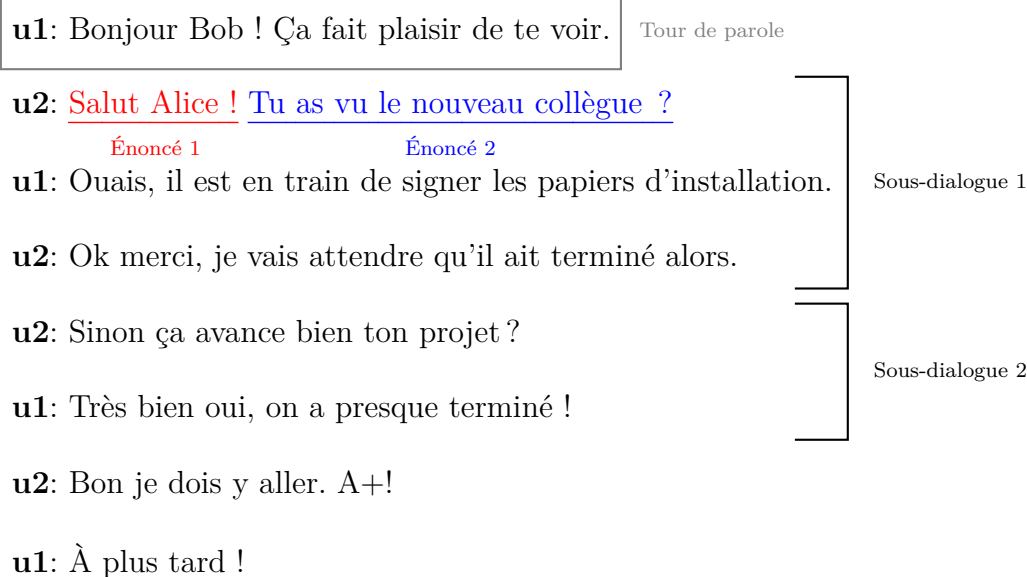 u1: Bonjour Bob ! Ça fait plaisir de te voir. Tour de parole
u2: Salut Alice ! Tu as vu le nouveau collègue ?
Énoncé 1 Énoncé 2
u1: Ouais, il est en train de signer les papiers d'installation. Sous-dialogue 1
u2: Ok merci, je vais attendre qu'il ait terminé alors.
u2: Sinon ça avance bien ton projet ?
Sous-dialogue 2
u1: Très bien oui, on a presque terminé !
u2: Bon je dois y aller. A+!
u1: À plus tard !